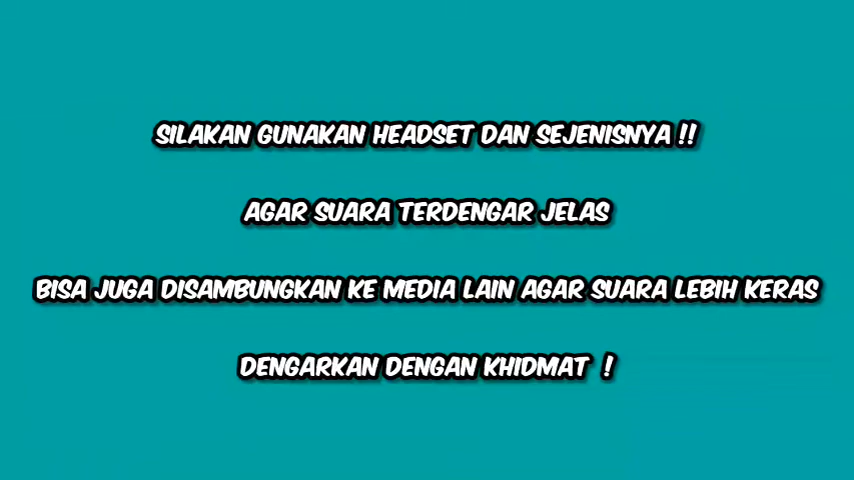 SILAKAN GUNAKAN HEADSET DAN SEJENISNYA !!
AGAR SUARA TERDENGAR JELAS
BISA JUGA DISAMBUNGKAN KE MEDIA LAIN AGAR SUARA LEBIH KERAS
DENGARKAN DENGAN KHIDMAT !